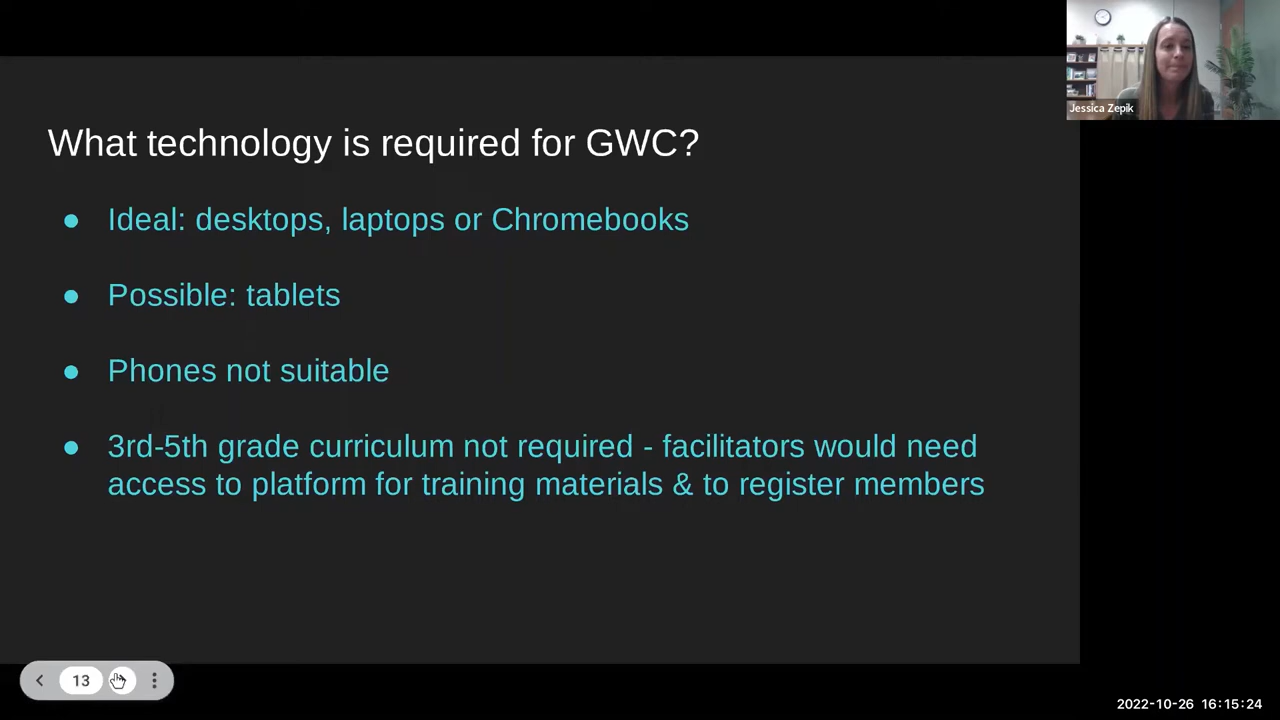 Jessica Zepik
What technology is required for GWC?
● Ideal: desktops, laptops or Chromebooks
● Possible: tablets
● Phones not suitable
● 3rd-5th grade curriculum not required - facilitators would need
access to platform for training materials & to register members
13
2022-10-26 16:15:24